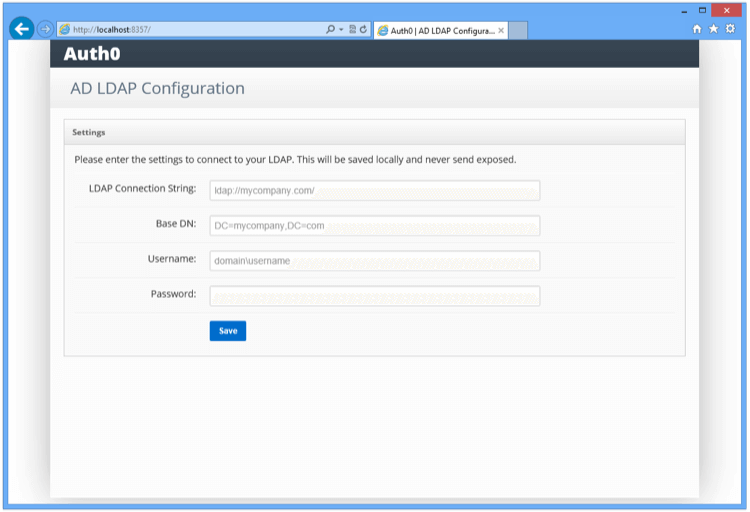 http://localhost:8357/
Auth0 | AD LDAP Configura...
Auth0
AD LDAP Configuration
Settings
Please enter the settings to connect to your LDAP. This will be saved locally and never send exposed.
LDAP Connection String: ldap://mycompany.com/
Base DN: DC=mycompany,DC=com
Username: domain\username
Password:
Save